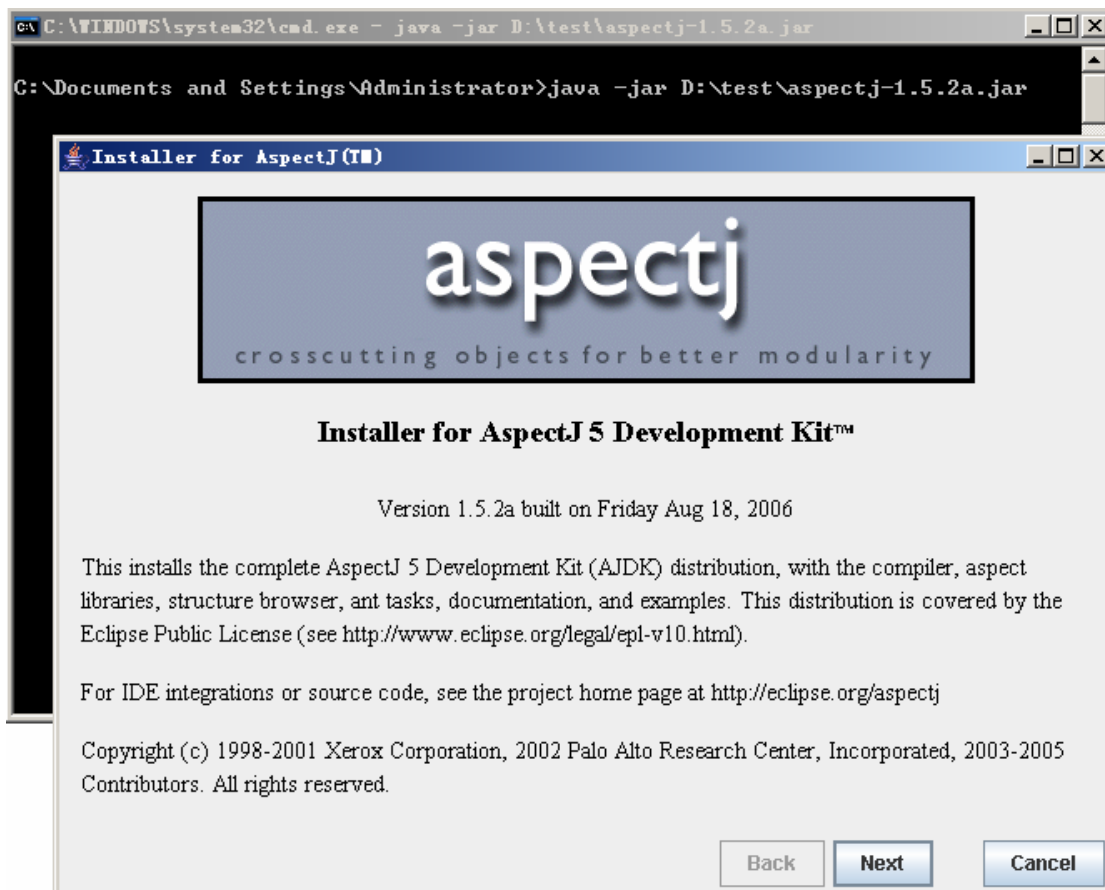 C:\WINDOWS\system32\cmd.exe - java -jar D:\test\aspectj-1.5.2a.jar
C:\Documents and Settings\Administrator>java -jar D:\test\aspectj-1.5.2a.jar
Installer for AspectJ(TM)
aspectj
crosscutting objects for better modularity
Installer for AspectJ 5 Development Kit™
Version 1.5.2a built on Friday Aug 18, 2006
This installs the complete AspectJ 5 Development Kit (AJDK) distribution, with the compiler, aspect
libraries, structure browser, ant tasks, documentation, and examples. This distribution is covered by the
Eclipse Public License (see http://www.eclipse.org/legal/epl-v10.html).
For IDE integrations or source code, see the project home page at http://eclipse.org/aspectj
Copyright (c) 1998-2001 Xerox Corporation, 2002 Palo Alto Research Center, Incorporated, 2003-2005
Contributors. All rights reserved.
Back Next Cancel